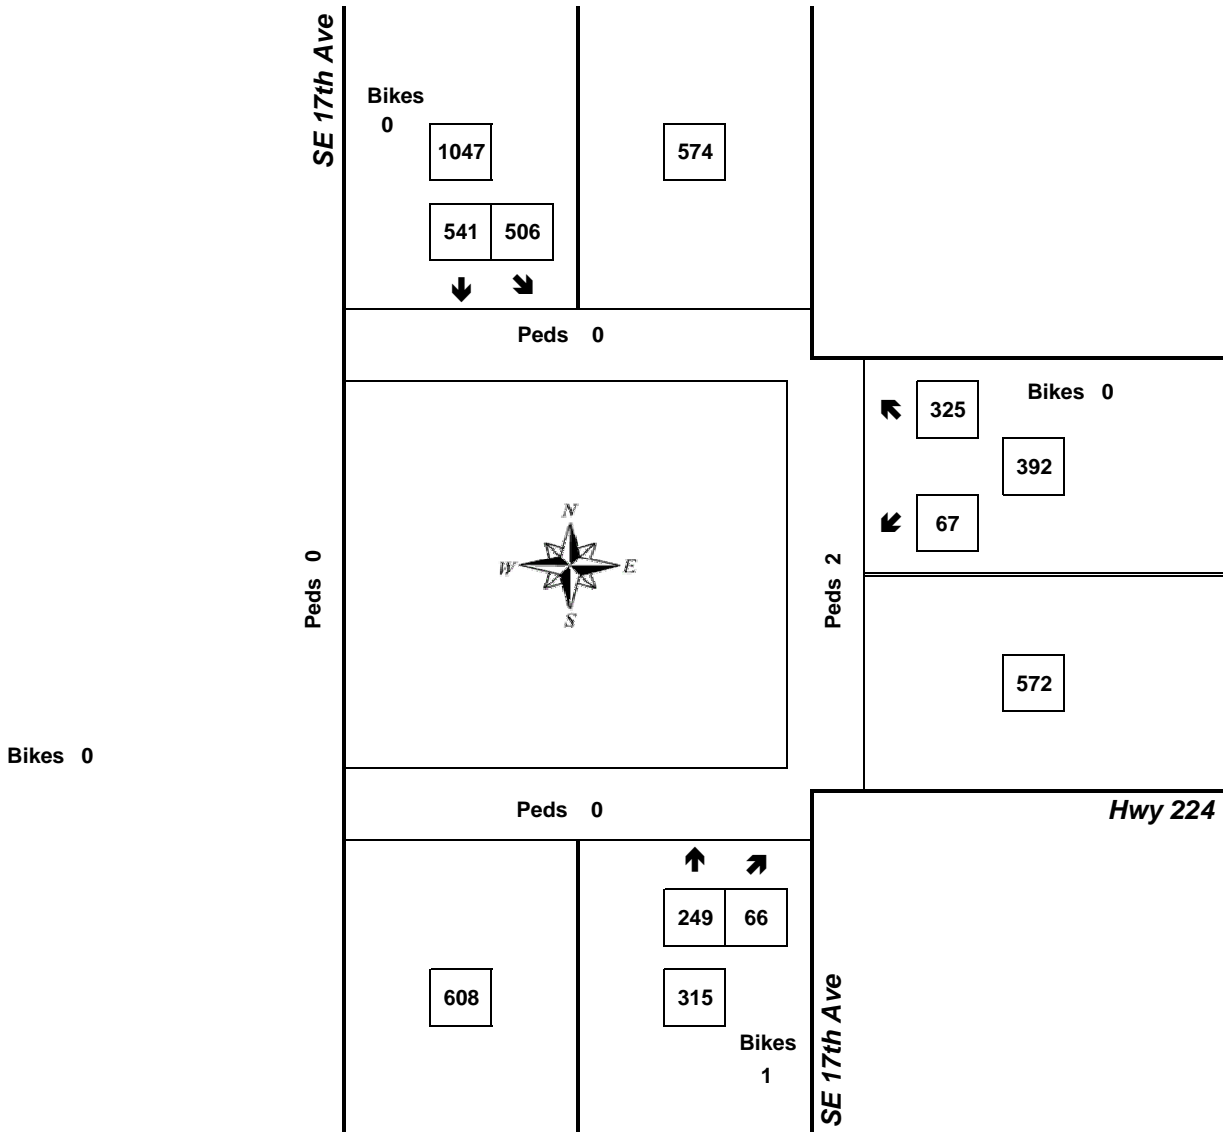 SE 17th Ave
Bikes
0
1047
574
541 506
Peds 0
325
Bikes 0
392
67
N
W E
S
Peds 0
Peds 2
572
Bikes 0
Peds 0
Hwy 224
249 66
608
315
Bikes
1
SE 17th Ave